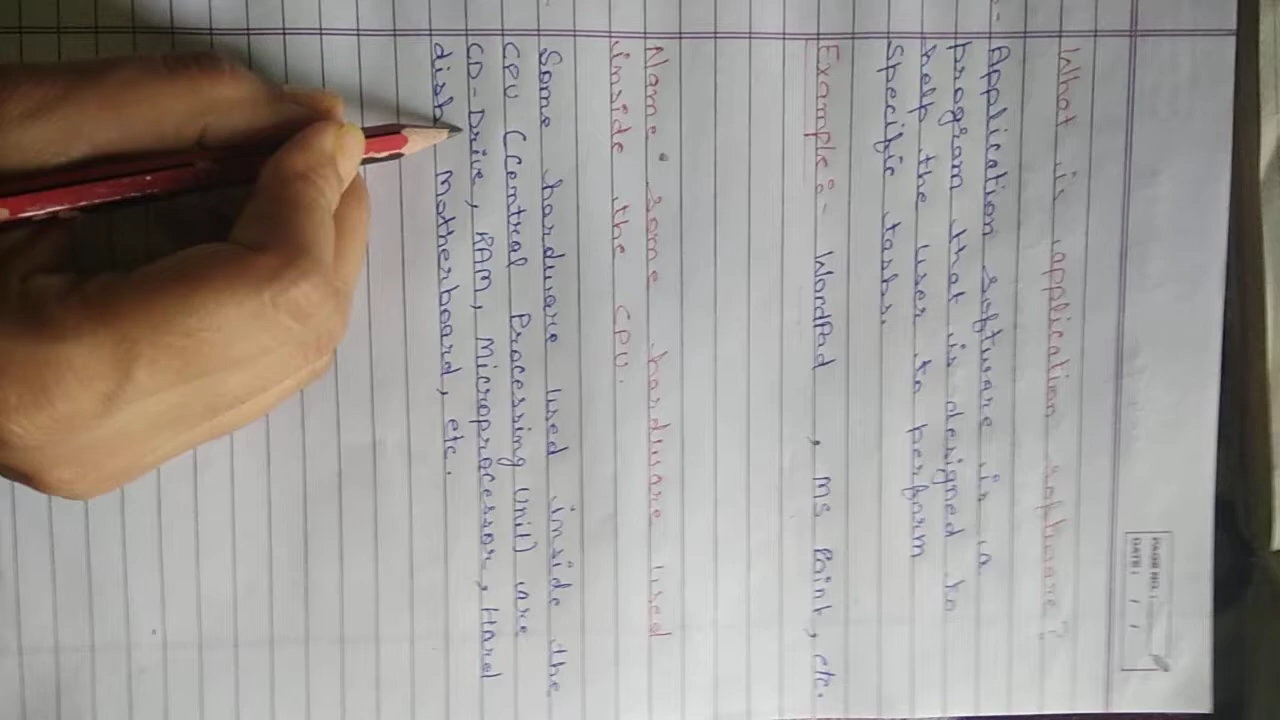 PAGE NO.:
DATE: / /
What is application software?
Application software is a
program that is designed to
help the user to perform
specific tasks.
Example:- WordPad , MS Paint, etc.
Name some hardware used
inside the CPU.
Some hardware used inside the
CPU (Central Processing Unit) are
CD-Drive, RAM, Microprocessor, Hard
disk Motherboard, etc.